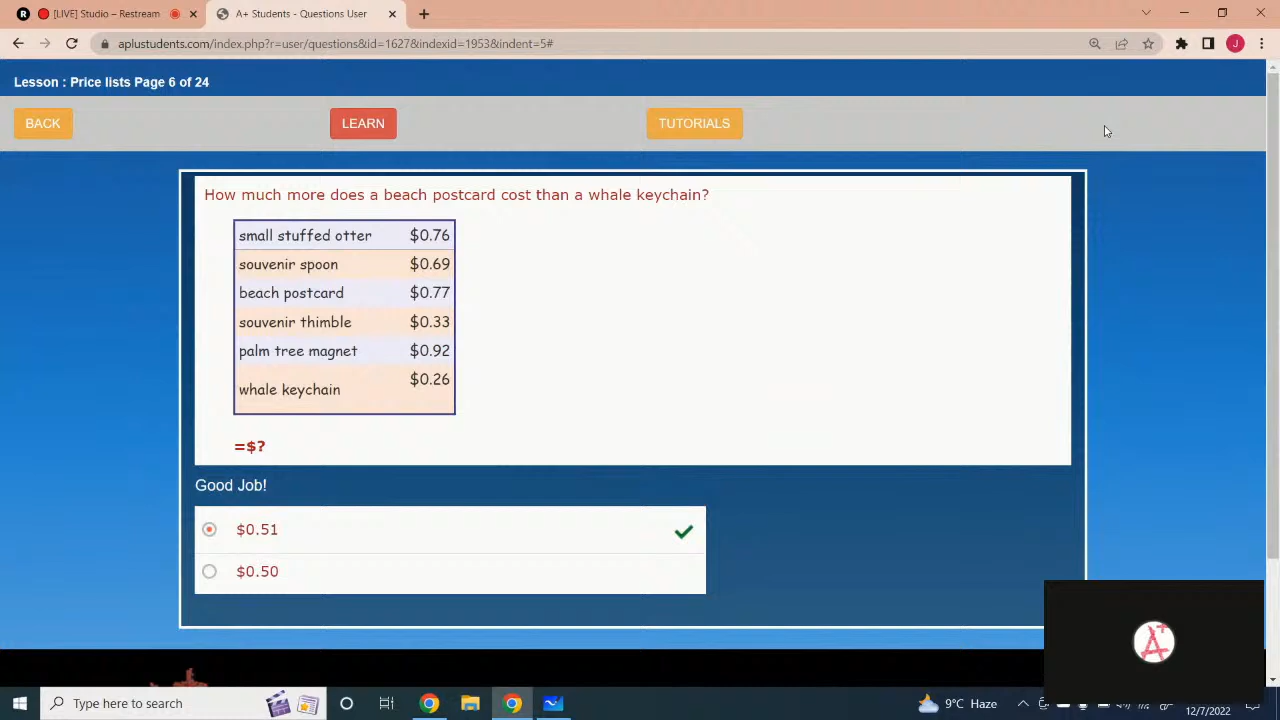 [LIVE] Studio – Restream
A+ Students - Questions User
aplustudents.com/index.php?r=user/questions&id=1627&indexid=1953&indent=5#
J
Lesson : Price lists Page 6 of 24
BACK
LEARN
TUTORIALS
How much more does a beach postcard cost than a whale keychain?
small stuffed otter $0.76
souvenir spoon $0.69
beach postcard $0.77
souvenir thimble $0.33
palm tree magnet $0.92
whale keychain $0.26
=$?
Good Job!
$0.51
$0.50
A+
Type here to search
9°C Haze
12/7/2022